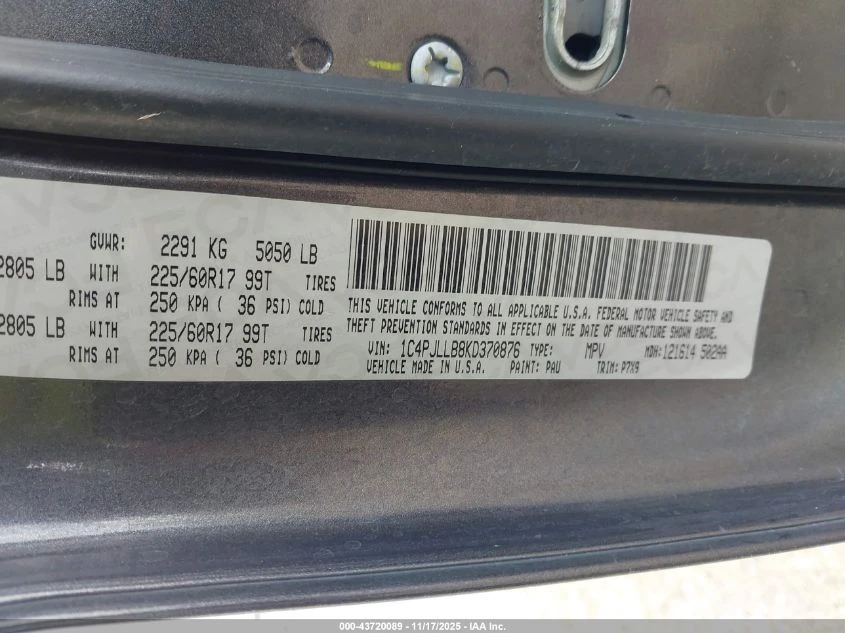 GVWR: 2291 KG 5050 LB
2805 LB WITH 225/60R17 99T TIRES
RIMS AT 250 KPA ( 36 PSI) COLD
2805 LB WITH 225/60R17 99T TIRES
RIMS AT 250 KPA ( 36 PSI) COLD
THIS VEHICLE CONFORMS TO ALL APPLICABLE U.S.A. FEDERAL MOTOR VEHICLE SAFETY AND
THEFT PREVENTION STANDARDS IN EFFECT ON THE DATE OF MANUFACTURE SHOWN ABOVE.
VIN: 1C4PJLLB8KD370876 TYPE: MPV MDH: 121614 502AA
VEHICLE MADE IN U.S.A. PAINT: PAU TRIM: P7X9
000-43720089 - 11/17/2025 - IAA Inc.